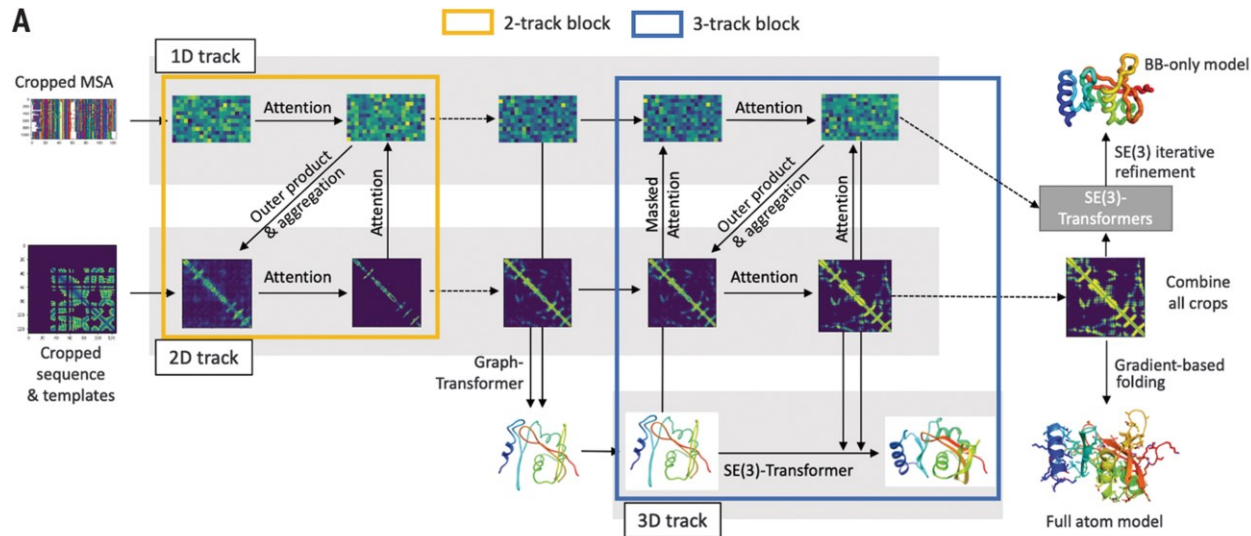 A
2-track block
3-track block
1D track
Cropped MSA
Attention
Attention
BB-only model
Outer product
& aggregation
Attention
Masked
Attention
Outer product
& aggregation
Attention
SE(3) iterative
refinement
SE(3)-
Transformers
Attention
Attention
Combine
all crops
Cropped
sequence
& templates
2D track
Graph-
Transformer
Gradient-based
folding
SE(3)-Transformer
3D track
Full atom model